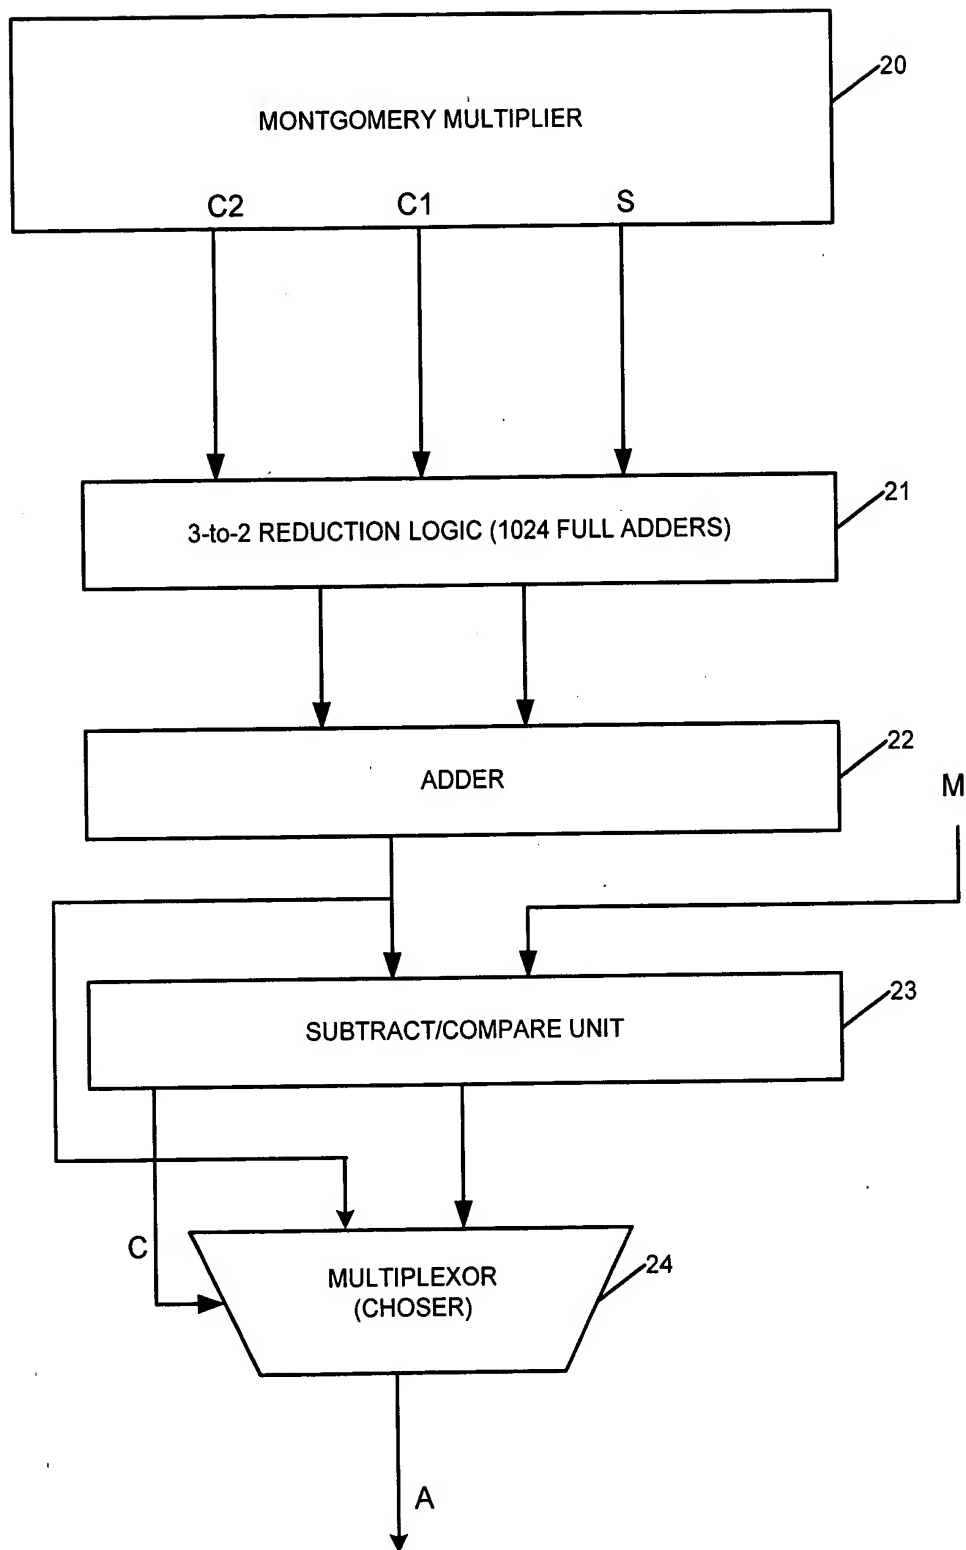 20
MONTGOMERY MULTIPLIER
C2 C1 S
21
3-to-2 REDUCTION LOGIC (1024 FULL ADDERS)
22
ADDER
M
23
SUBTRACT/COMPARE UNIT
C
24
MULTIPLEXOR
(CHOSER)
A